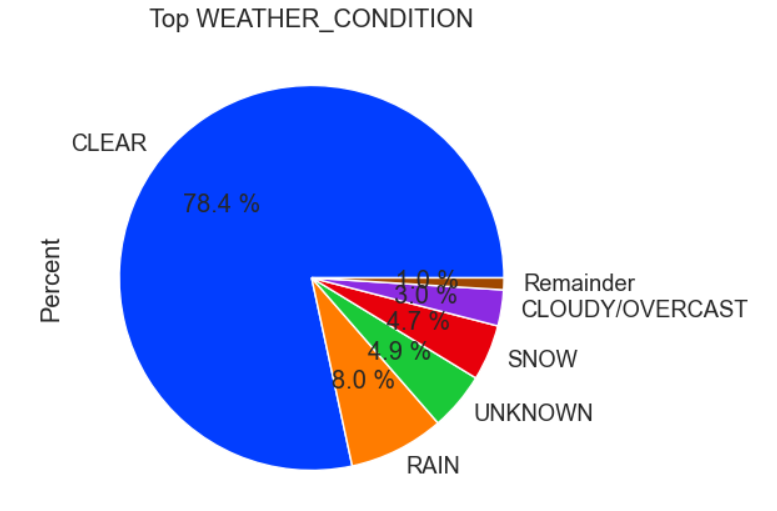 Top WEATHER_CONDITION
CLEAR
78.4 %
Percent
1.0 %
Remainder
3.0 %
CLOUDY/OVERCAST
4.7 %
SNOW
4.9 %
8.0 %
UNKNOWN
RAIN